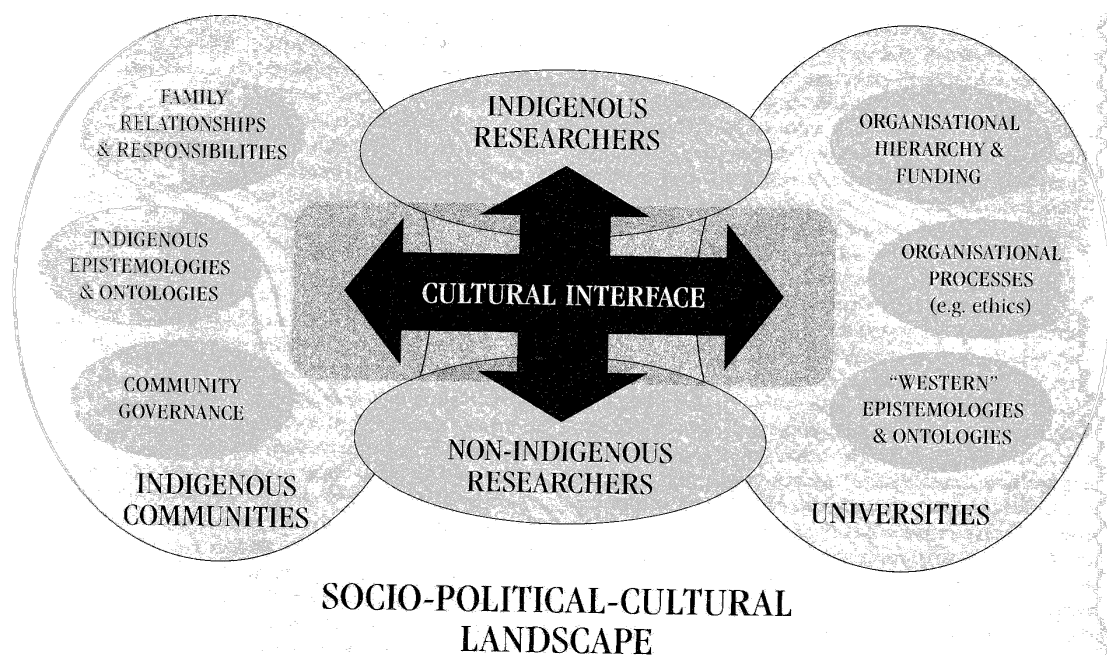 FAMILY
RELATIONSHIPS
& RESPONSIBILITIES
INDIGENOUS
EPISTEMOLOGIES
& ONTOLOGIES
COMMUNITY
GOVERNANCE
INDIGENOUS
COMMUNITIES
INDIGENOUS
RESEARCHERS
CULTURAL INTERFACE
NON-INDIGENOUS
RESEARCHERS
ORGANISATIONAL
HIERARCHY &
FUNDING
ORGANISATIONAL
PROCESSES
(e.g. ethics)
“WESTERN”
EPISTEMOLOGIES
& ONTOLOGIES
UNIVERSITIES
SOCIO-POLITICAL-CULTURAL
LANDSCAPE